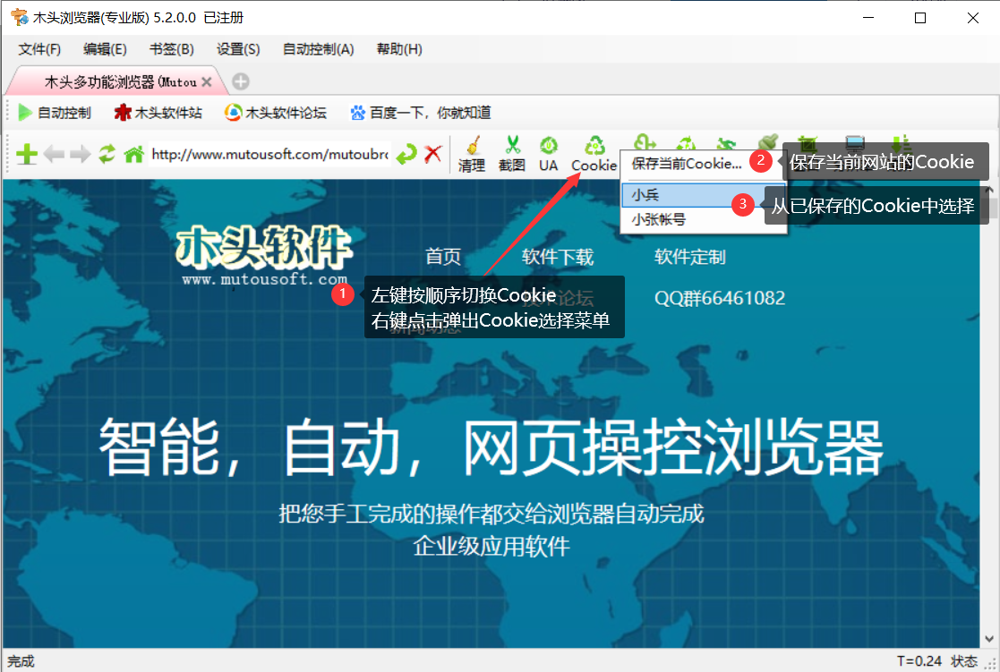 木头浏览器(专业版) 5.2.0.0 已注册
文件(F) 编辑(E) 书签(B) 设置(S) 自动控制(A) 帮助(H)
木头多功能浏览器(Mutou
自动控制 木头软件站 木头软件论坛 百度一下，你就知道
http://www.mutousoft.com/mutoubro
清理 截图 UA Cookie
保存当前Cookie... 2 保存当前网站的Cookie
小兵
3 从已保存的Cookie中选择
小张帐号
木头软件
www.mutousoft.com
首页 软件下载 软件定制
技术论坛 QQ群66461082
新闻动态
1 左键按顺序切换Cookie
右键点击弹出Cookie选择菜单
智能，自动，网页操控浏览器
把您手工完成的操作都交给浏览器自动完成
企业级应用软件
完成 T=0.24 状态